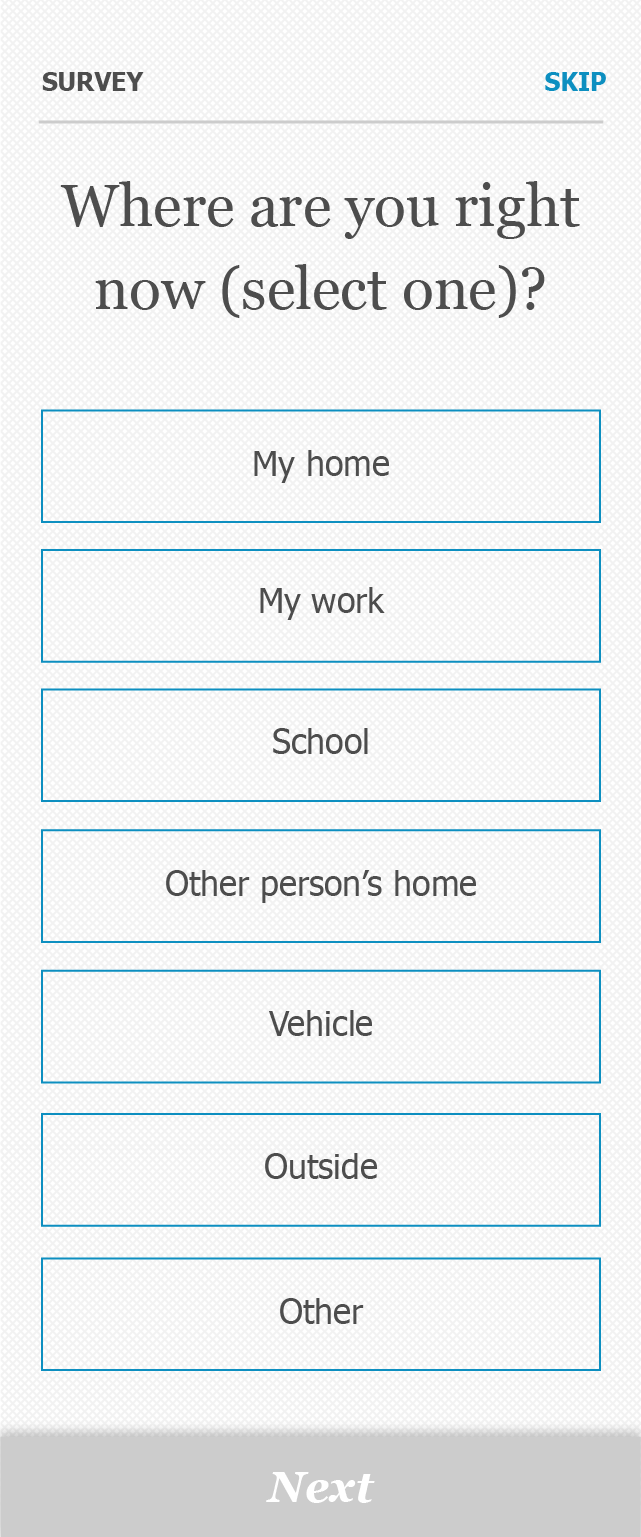 SURVEY
SKIP
Where are you right
now (select one)?
My home
My work
School
Other person’s home
Vehicle
Outside
Other
Next